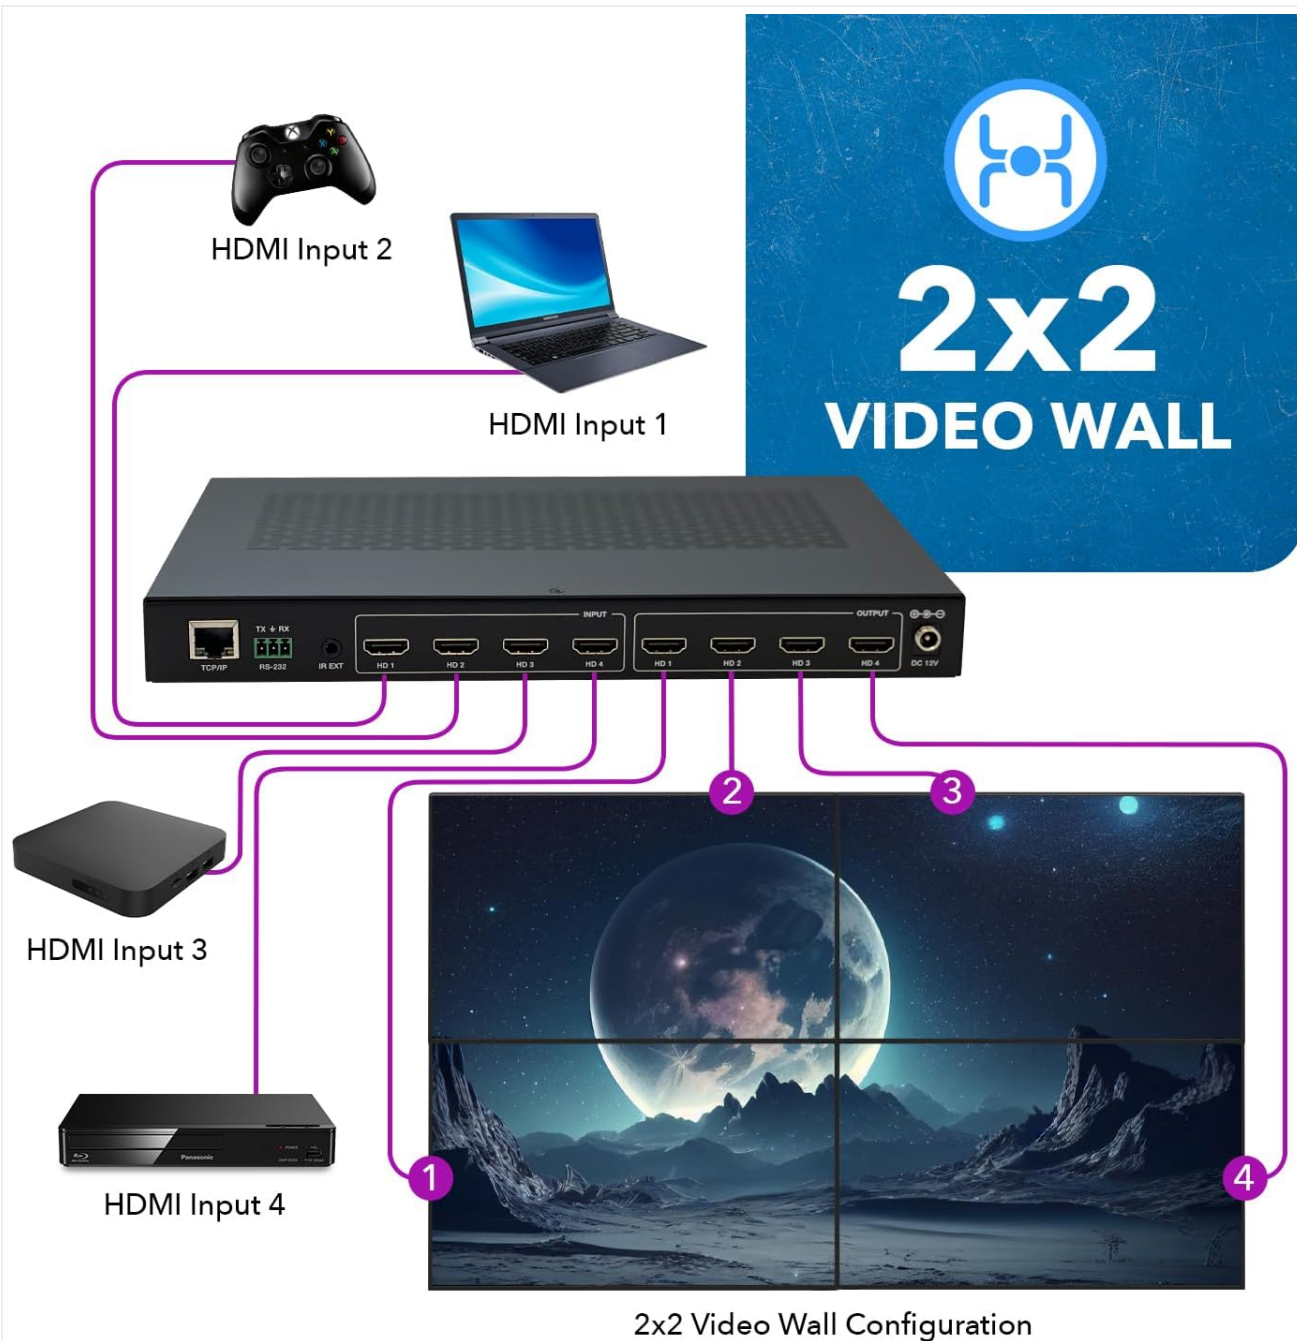 HDMI Input 2
HDMI Input 1
2x2
VIDEO WALL
INPUT
OUTPUT
TX RX
TCP/IP
RS-232
IR EXT
HD 1
HD 2
HD 3
HD 4
HD 1
HD 2
HD 3
HD 4
DC 12V
2
3
HDMI Input 3
Panasonic
POWER
HDMI Input 4
1
4
2x2 Video Wall Configuration